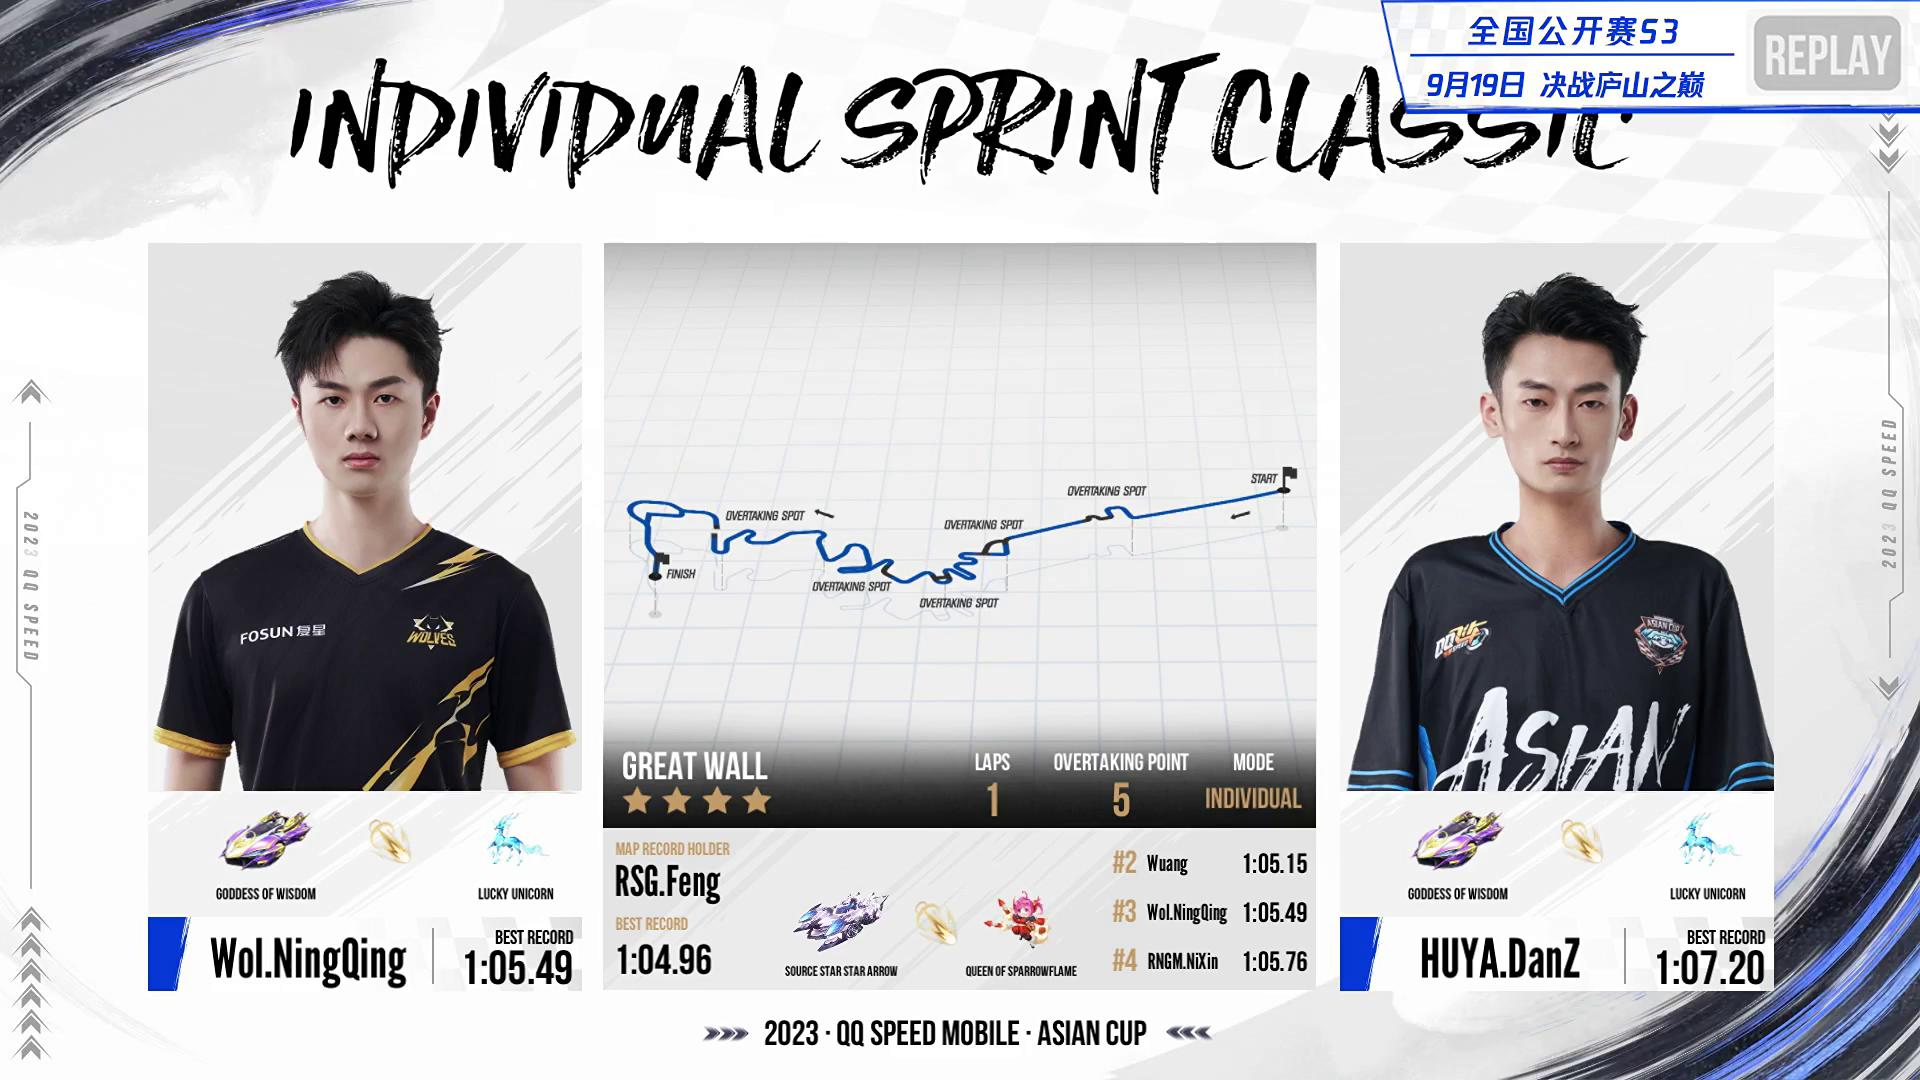 全国公开赛S3
9月19日 决战庐山之巅
REPLAY
INDIVIDUAL SPRINT CLASSIC
2023 QQ SPEED
FOSUN 复星
WOLVES
GODDESS OF WISDOM
LUCKY UNICORN
Wol.NingQing
BEST RECORD
1:05.49
START
OVERTAKING SPOT
OVERTAKING SPOT
OVERTAKING SPOT
FINISH
OVERTAKING SPOT
OVERTAKING SPOT
GREAT WALL
LAPS
1
OVERTAKING POINT
5
MODE
INDIVIDUAL
MAP RECORD HOLDER
RSG.Feng
BEST RECORD
1:04.96
SOURCE STAR STAR ARROW
QUEEN OF SPARROWFLAME
#2 Wuang 1:05.15
#3 Wol.NingQing 1:05.49
#4 RNGM.NiXin 1:05.76
ASIAN CUP
ASIAN
GODDESS OF WISDOM
LUCKY UNICORN
HUYA.DanZ
BEST RECORD
1:07.20
2023 QQ SPEED
2023 · QQ SPEED MOBILE · ASIAN CUP